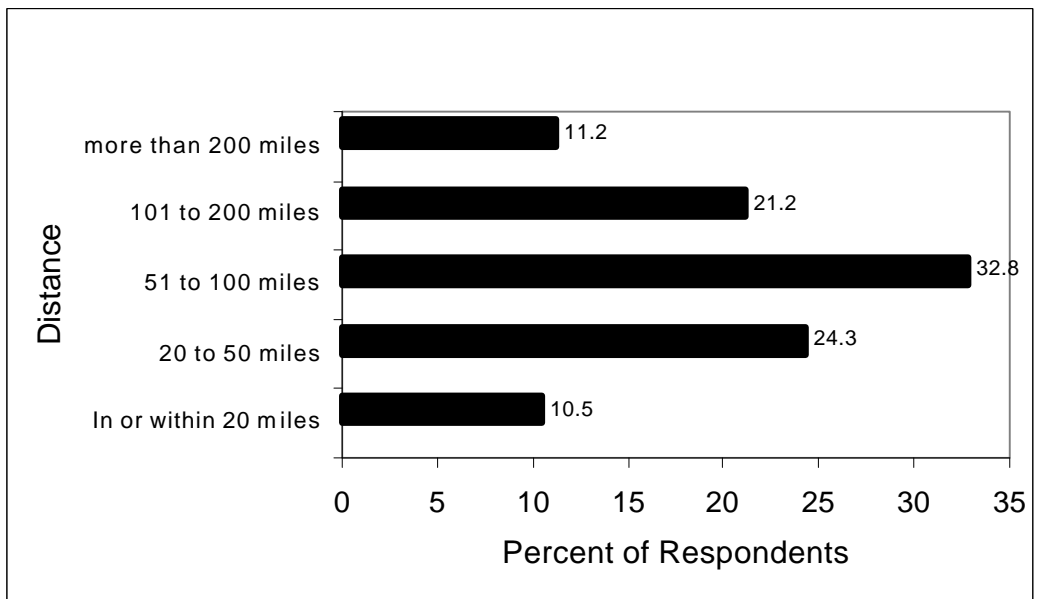 more than 200 miles
11.2
101 to 200 miles
21.2
51 to 100 miles
32.8
20 to 50 miles
24.3
In or within 20 miles
10.5
Distance
0 5 10 15 20 25 30 35
Percent of Respondents